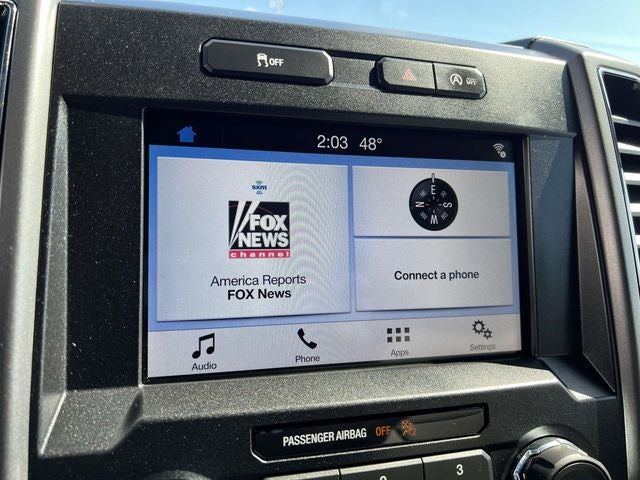 OFF
A OFF
2:03 48°
sxm
FOX
NEWS
channel
America Reports
FOX News
E
N S
W
Connect a phone
Audio
Phone
Apps
Settings
PASSENGER AIRBAG OFF 2
2 3